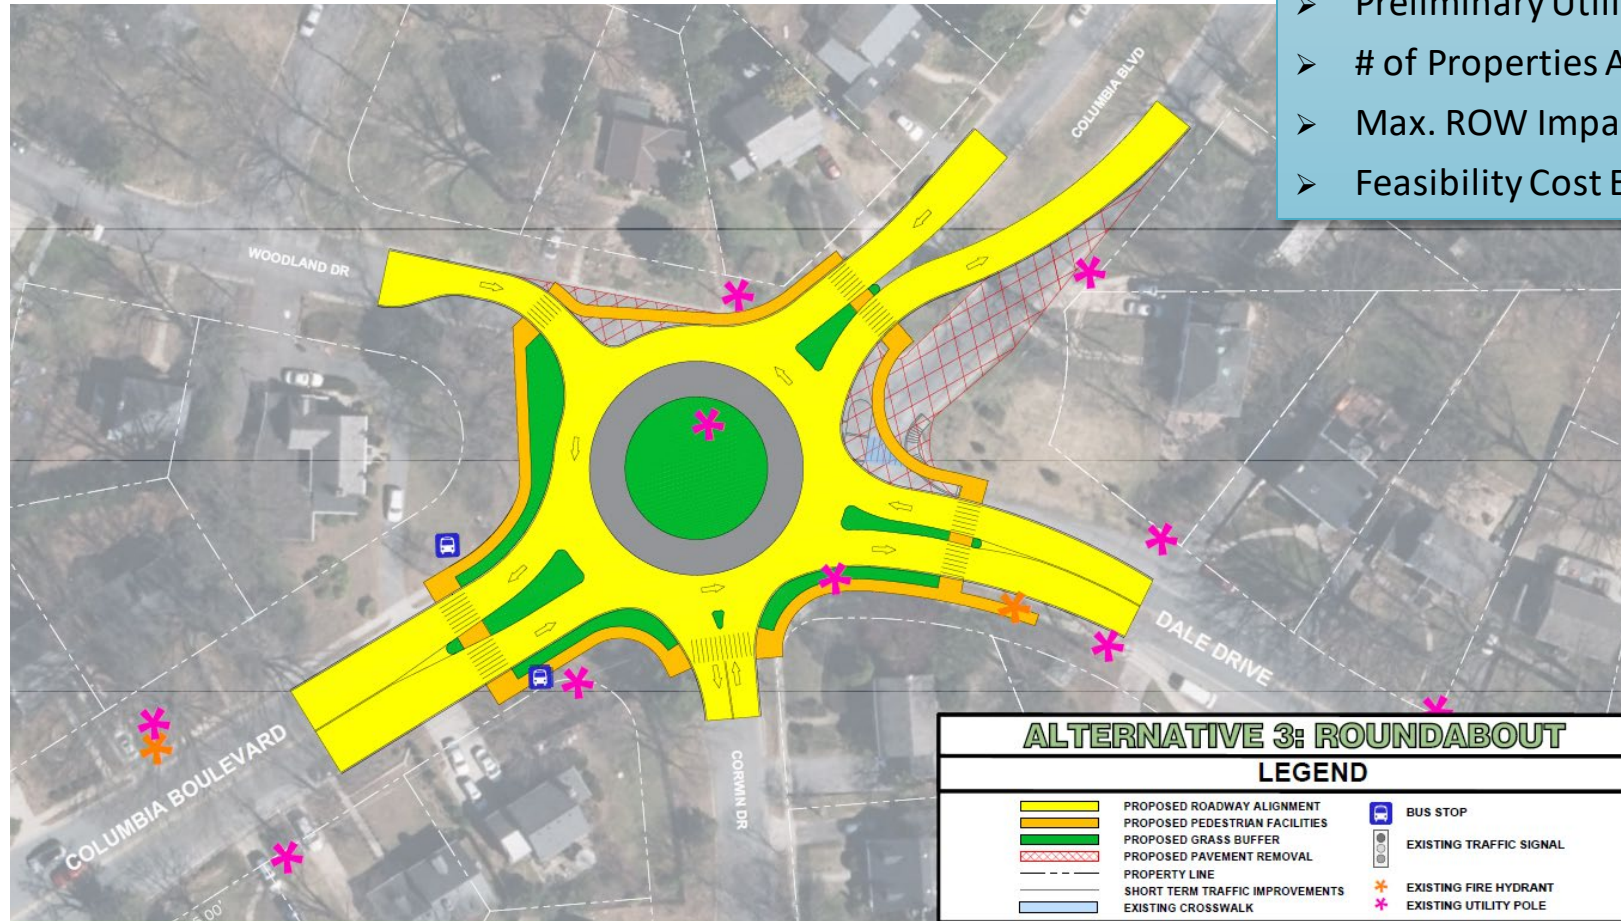 Preliminary
# of Properties
Max. ROW
Feasibility Cost
COLUMBIA BLVD
WOODLAND DR
DALE DRIVE
CORWIN DR
COLUMBIA BOULEVARD
ALTERNATIVE 3: ROUNDABOUT
LEGEND
PROPOSED ROADWAY ALIGNMENT
PROPOSED PEDESTRIAN FACILITIES
PROPOSED GRASS BUFFER
PROPOSED PAVEMENT REMOVAL
PROPERTY LINE
SHORT TERM TRAFFIC IMPROVEMENTS
EXISTING CROSSWALK
BUS STOP
EXISTING TRAFFIC SIGNAL
EXISTING FIRE HYDRANT
EXISTING UTILITY POLE